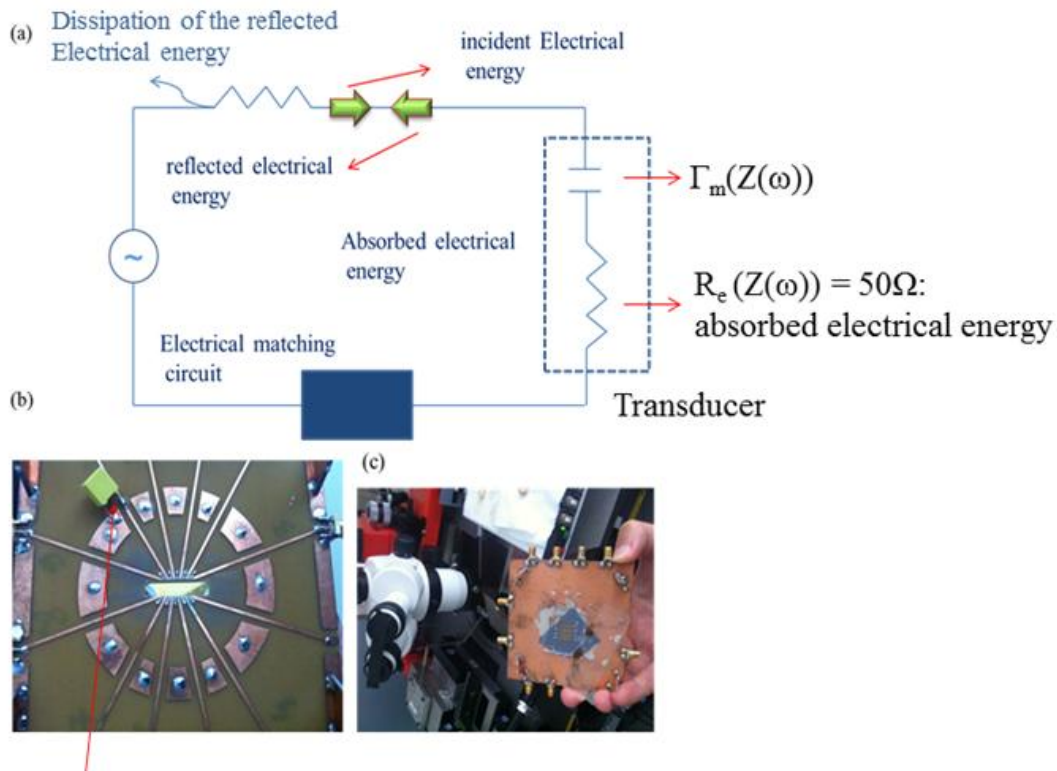 (a)
Dissipation of the reflected
Electrical energy
incident Electrical
energy
reflected electrical
energy
Γm(Z(ω))
Absorbed electrical
energy
Re (Z(ω)) = 50Ω:
absorbed electrical energy
~
Electrical matching
circuit
Transducer
(b)
(c)